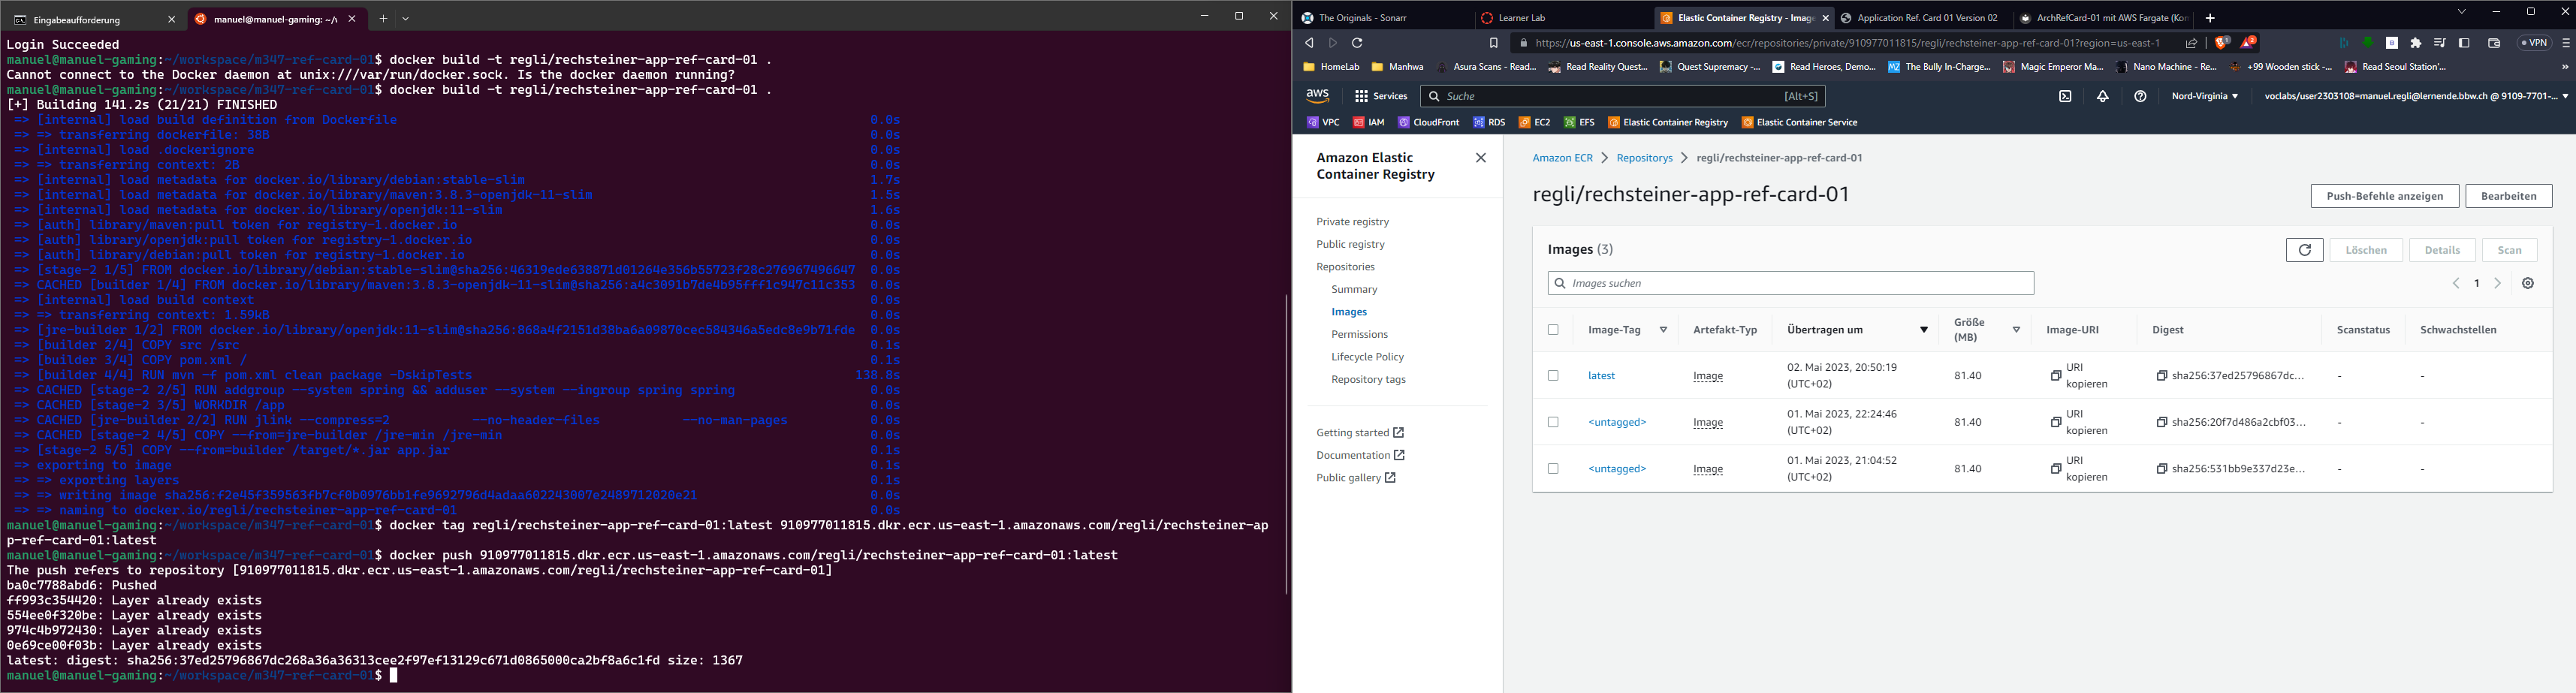 Eingabeaufforderung
manuel@manuel-gaming: ~/
Login Succeeded
manuel@manuel-gaming:~/workspace/m347-ref-card-01$ docker build -t regli/rechsteiner-app-ref-card-01 .
Cannot connect to the Docker daemon at unix:///var/run/docker.sock. Is the docker daemon running?
manuel@manuel-gaming:~/workspace/m347-ref-card-01$ docker build -t regli/rechsteiner-app-ref-card-01 .
[+] Building 141.2s (21/21) FINISHED
=> [internal] load build definition from Dockerfile 0.0s
=> => transferring dockerfile: 38B 0.0s
=> [internal] load .dockerignore 0.0s
=> => transferring context: 2B 0.0s
=> [internal] load metadata for docker.io/library/debian:stable-slim 1.7s
=> [internal] load metadata for docker.io/library/maven:3.8.3-openjdk-11-slim 1.5s
=> [internal] load metadata for docker.io/library/openjdk:11-slim 1.6s
=> [auth] library/maven:pull token for registry-1.docker.io 0.0s
=> [auth] library/openjdk:pull token for registry-1.docker.io 0.0s
=> [auth] library/debian:pull token for registry-1.docker.io 0.0s
=> [stage-2 1/5] FROM docker.io/library/debian:stable-slim@sha256:46319ede638871d01264e356b55723f28c276967496647 0.0s
=> CACHED [builder 1/4] FROM docker.io/library/maven:3.8.3-openjdk-11-slim@sha256:a4c3091b7de4b95fff1c947c11c353 0.0s
=> [internal] load build context 0.0s
=> => transferring context: 1.59kB 0.0s
=> [jre-builder 1/2] FROM docker.io/library/openjdk:11-slim@sha256:868a4f2151d38ba6a09870cec584346a5edc8e9b71fde 0.0s
=> [builder 2/4] COPY src /src 0.1s
=> [builder 3/4] COPY pom.xml / 0.1s
=> [builder 4/4] RUN mvn -f pom.xml clean package -DskipTests 138.8s
=> CACHED [stage-2 2/5] RUN addgroup --system spring && adduser --system --ingroup spring spring 0.0s
=> CACHED [stage-2 3/5] WORKDIR /app 0.0s
=> CACHED [jre-builder 2/2] RUN jlink --compress=2 --no-header-files --no-man-pages 0.0s
=> CACHED [stage-2 4/5] COPY --from=jre-builder /jre-min /jre-min 0.0s
=> [stage-2 5/5] COPY --from=builder /target/*.jar app.jar 0.1s
=> exporting to image 0.1s
=> => exporting layers 0.1s
=> => writing image sha256:f2e45f359563fb7cf0b0976bb1fe9692796d4adaa602243007e2489712020e21 0.0s
=> => naming to docker.io/regli/rechsteiner-app-ref-card-01 0.0s
manuel@manuel-gaming:~/workspace/m347-ref-card-01$ docker tag regli/rechsteiner-app-ref-card-01:latest 910977011815.dkr.ecr.us-east-1.amazonaws.com/regli/rechsteiner-ap
p-ref-card-01:latest
manuel@manuel-gaming:~/workspace/m347-ref-card-01$ docker push 910977011815.dkr.ecr.us-east-1.amazonaws.com/regli/rechsteiner-app-ref-card-01:latest
The push refers to repository [910977011815.dkr.ecr.us-east-1.amazonaws.com/regli/rechsteiner-app-ref-card-01]
ba0c7788abd6: Pushed
ff993c354420: Layer already exists
554ee0f320be: Layer already exists
974c4b972430: Layer already exists
0e69ce00f03b: Layer already exists
latest: digest: sha256:37ed25796867dc268a36a36313cee2f97ef13129c671d0865000ca2bf8a6c1fd size: 1367
manuel@manuel-gaming:~/workspace/m347-ref-card-01$
The Originals - Sonarr
Learner Lab
Elastic Container Registry - Image
Application Ref. Card 01 Version 02
ArchRefCard-01 mit AWS Fargate (Kon
https://us-east-1.console.aws.amazon.com/ecr/repositories/private/910977011815/regli/rechsteiner-app-ref-card-01?region=us-east-1
VPN
HomeLab
Manhwa
Asura Scans - Read...
Read Reality Quest...
Quest Supremacy -...
Read Heroes, Demo...
MZ The Bully In-Charge...
Magic Emperor Ma...
Nano Machine - Re...
+99 Wooden stick -...
Read Seoul Station'...
aws
Services
Suche [Alt+S]
Nord-Virginia
voclabs/user2303108=manuel.regli@lernende.bbw.ch @ 9109-7701-...
VPC
IAM
CloudFront
RDS
EC2
EFS
Elastic Container Registry
Elastic Container Service
Amazon Elastic
Container Registry
Private registry
Public registry
Repositories
Summary
Images
Permissions
Lifecycle Policy
Repository tags
Getting started
Documentation
Public gallery
Amazon ECR > Repositorys > regli/rechsteiner-app-ref-card-01
regli/rechsteiner-app-ref-card-01
Push-Befehle anzeigen
Bearbeiten
Images (3)
Löschen
Details
Scan
Images suchen
1
Image-Tag
Artefakt-Typ
Übertragen um
Größe
(MB)
Image-URI
Digest
Scanstatus
Schwachstellen
latest
Image
02. Mai 2023, 20:50:19
(UTC+02)
81.40
URI
kopieren
sha256:37ed25796867dc...
-
-
<untagged>
Image
01. Mai 2023, 22:24:46
(UTC+02)
81.40
URI
kopieren
sha256:20f7d486a2cbf03...
-
-
<untagged>
Image
01. Mai 2023, 21:04:52
(UTC+02)
81.40
URI
kopieren
sha256:531bb9e337d23e...
-
-